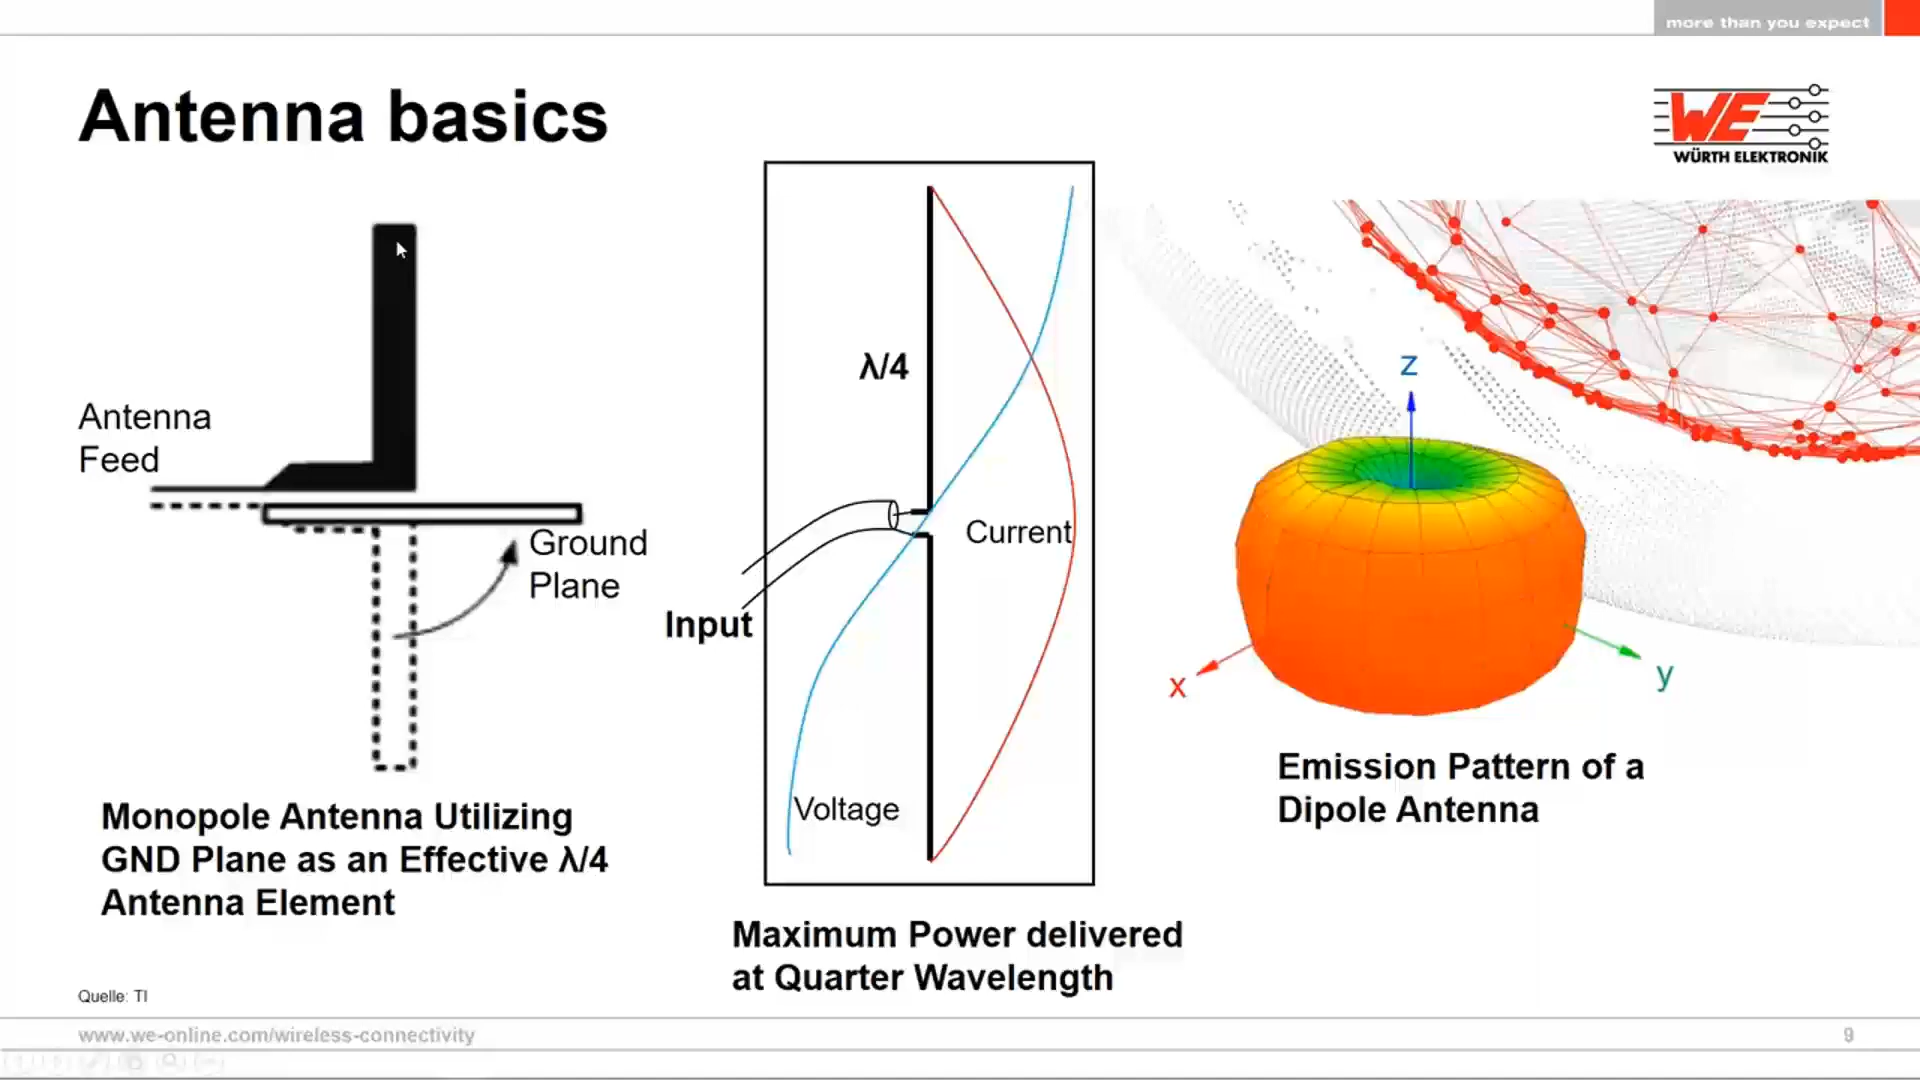 more than you expect
Antenna basics
WE
WÜRTH ELEKTRONIK
Antenna
Feed
Ground
Plane
Monopole Antenna Utilizing
GND Plane as an Effective λ/4
Antenna Element
λ/4
Current
Input
Voltage
Maximum Power delivered
at Quarter Wavelength
z
x
y
Emission Pattern of a
Dipole Antenna
Quelle: TI
www.we-online.com/wireless-connectivity
9